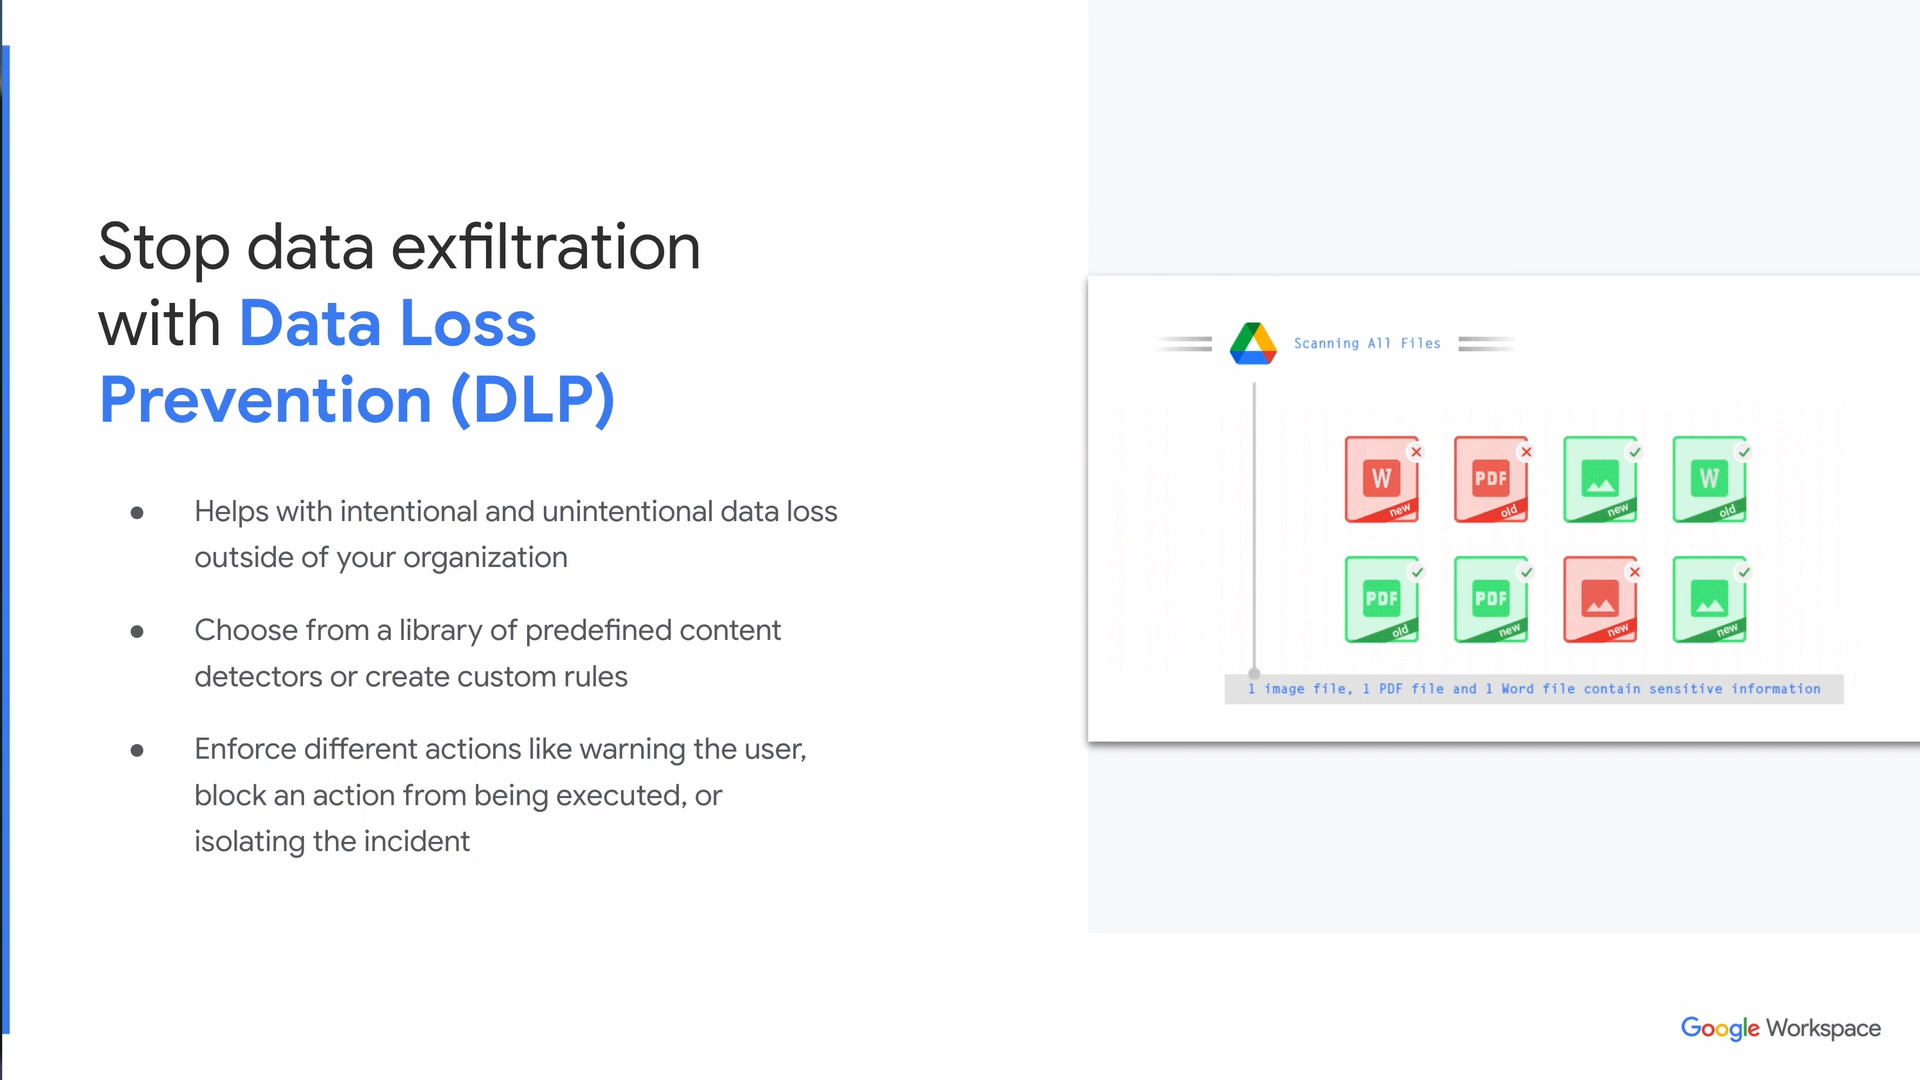 Stop data exfiltration
with Data Loss
Prevention (DLP)
● Helps with intentional and unintentional data loss
outside of your organization
● Choose from a library of predefined content
detectors or create custom rules
● Enforce different actions like warning the user,
block an action from being executed, or
isolating the incident
Scanning All Files
W new
PDF old
new
W old
PDF old
PDF new
new
new
1 image file, 1 PDF file and 1 Word file contain sensitive information
Google Workspace